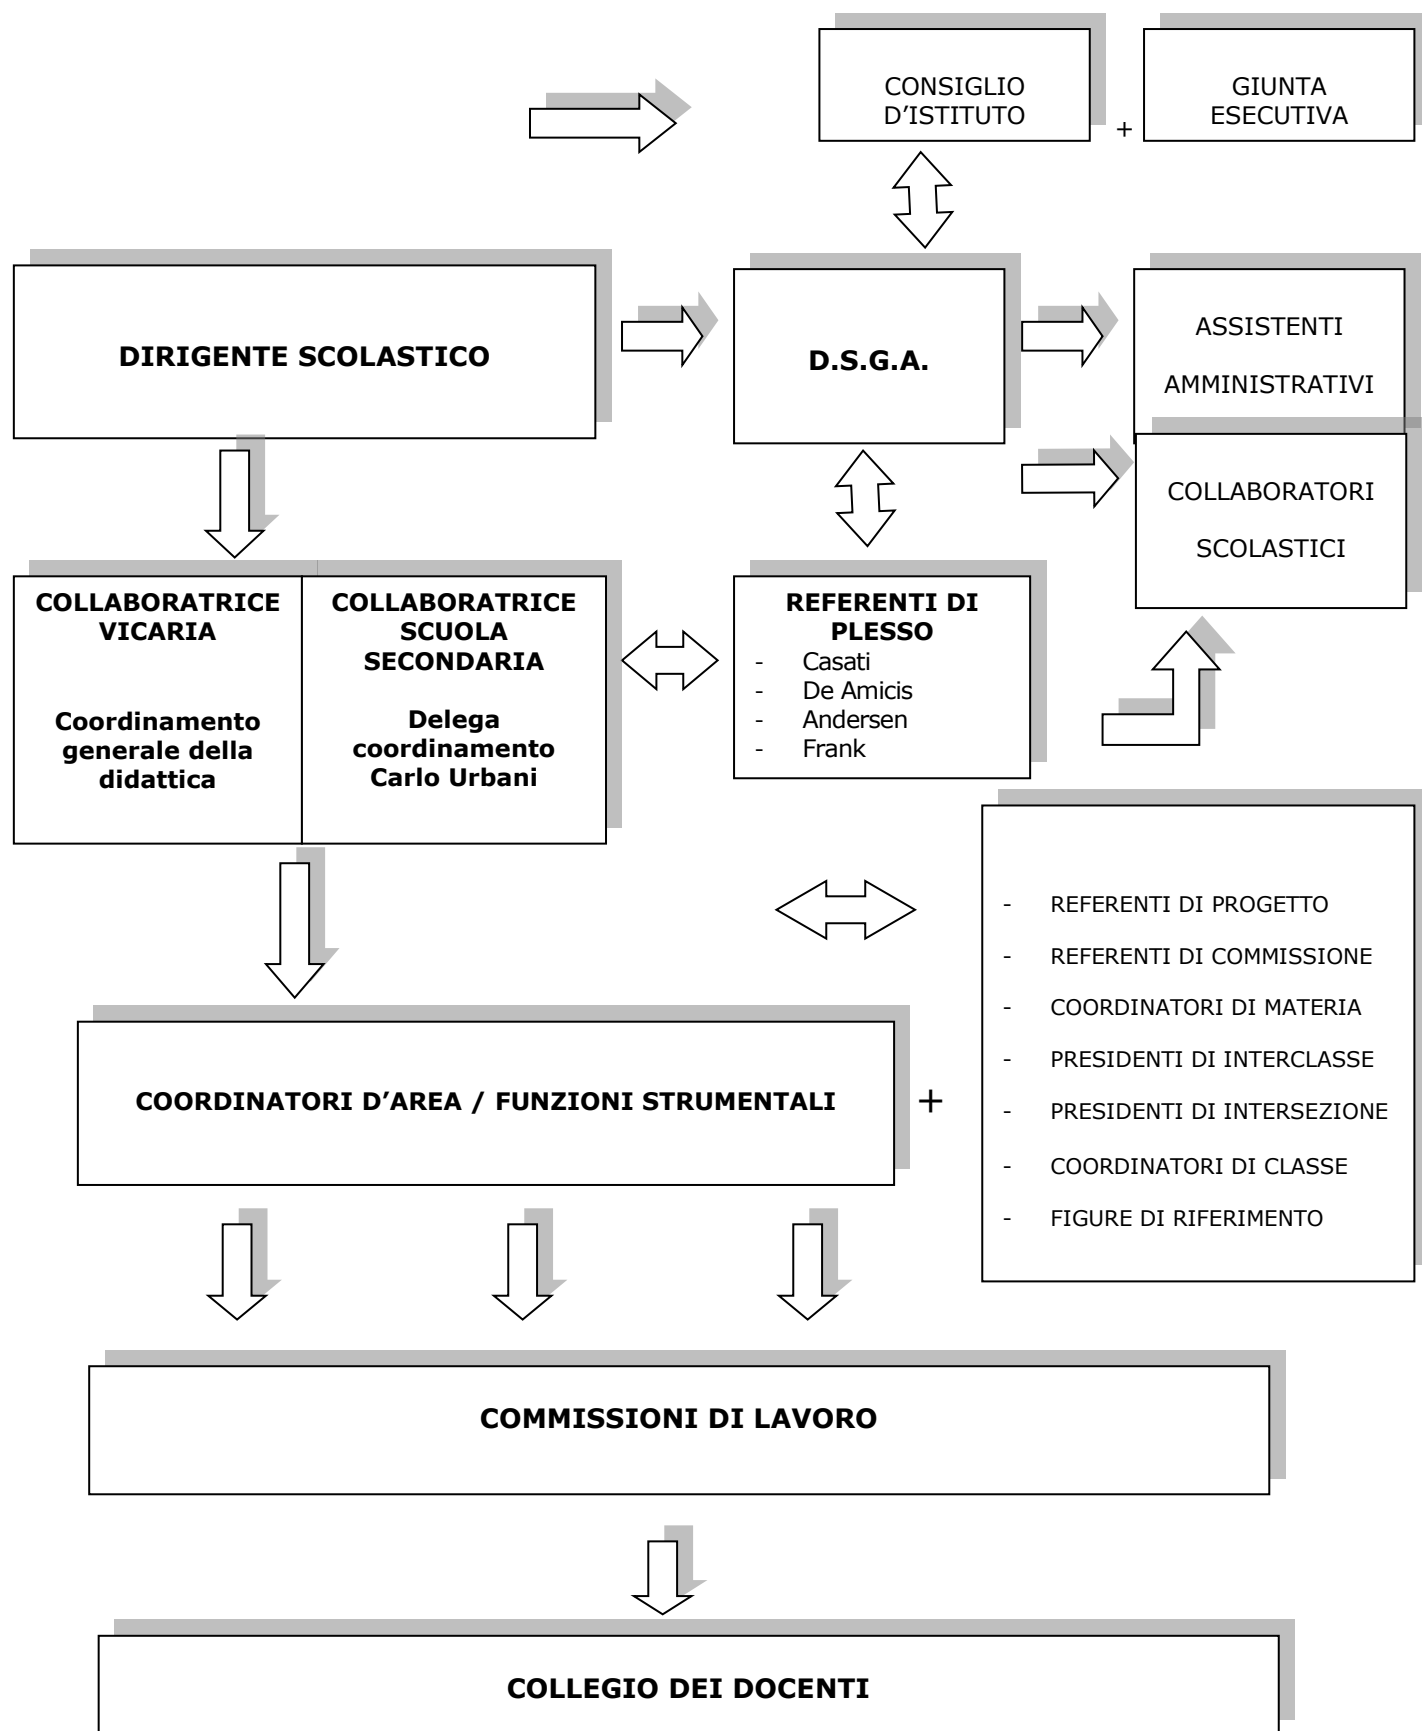 CONSIGLIO
D’ISTITUTO
+
GIUNTA
ESECUTIVA
DIRIGENTE SCOLASTICO
D.S.G.A.
ASSISTENTI
AMMINISTRATIVI
COLLABORATORI
SCOLASTICI
COLLABORATRICE
VICARIA
Coordinamento
generale della
didattica
COLLABORATRICE
SCUOLA
SECONDARIA
Delega
coordinamento
Carlo Urbani
REFERENTI DI
PLESSO
- Casati
- De Amicis
- Andersen
- Frank
- REFERENTI DI PROGETTO
- REFERENTI DI COMMISSIONE
- COORDINATORI DI MATERIA
- PRESIDENTI DI INTERCLASSE
- PRESIDENTI DI INTERSEZIONE
- COORDINATORI DI CLASSE
- FIGURE DI RIFERIMENTO
COORDINATORI D’AREA / FUNZIONI STRUMENTALI
+
COMMISSIONI DI LAVORO
COLLEGIO DEI DOCENTI